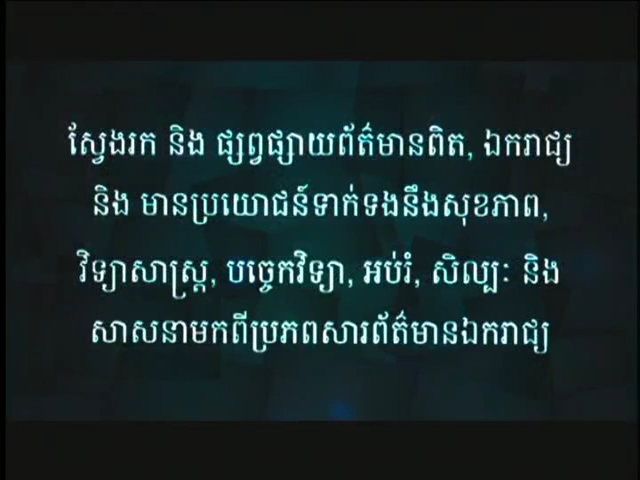 ស្វែងរក និង ផ្សព្វផ្សាយព័ត៌មានពិត, ឯករាជ្យ
និង មានប្រយោជន៍ទាក់ទងនឹងសុខភាព,
វិទ្យាសាស្ត្រ, បច្ចេកវិទ្យា, អប់រំ, សិល្បៈ និង
សាសនាមកពីប្រភពសារព័ត៌មានឯករាជ្យ